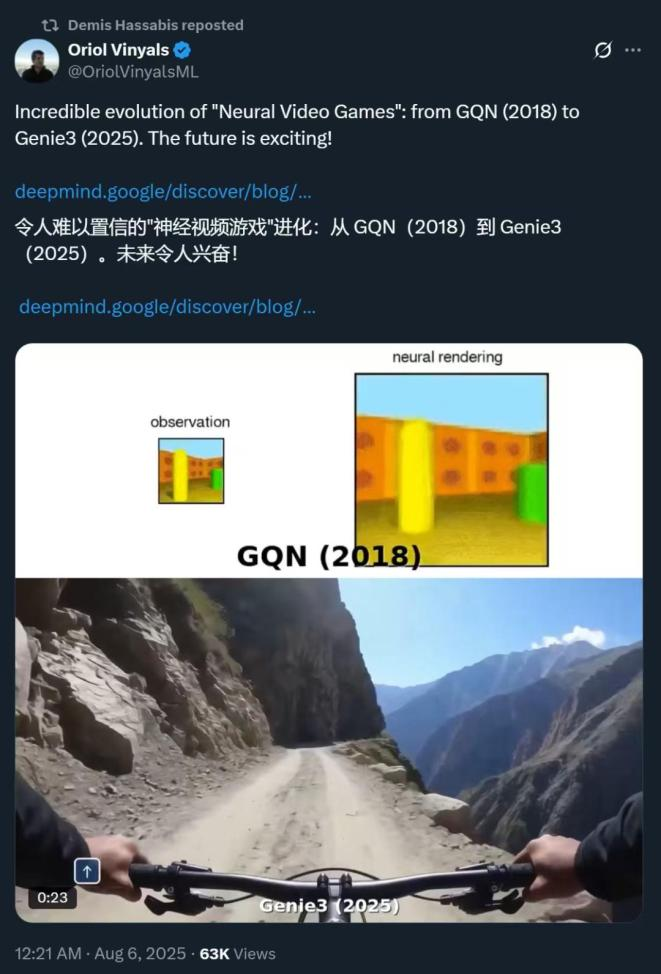 Demis Hassabis reposted
Oriol Vinyals
@OriolVinyalsML
Incredible evolution of "Neural Video Games": from GQN (2018) to
Genie3 (2025). The future is exciting!
deepmind.google/discover/blog/...
令人难以置信的"神经视频游戏"进化：从 GQN（2018）到 Genie3
（2025）。未来令人兴奋！
deepmind.google/discover/blog/...
neural rendering
observation
GQN (2018)
0:23
Genie3 (2025)
12:21 AM · Aug 6, 2025 · 63K Views